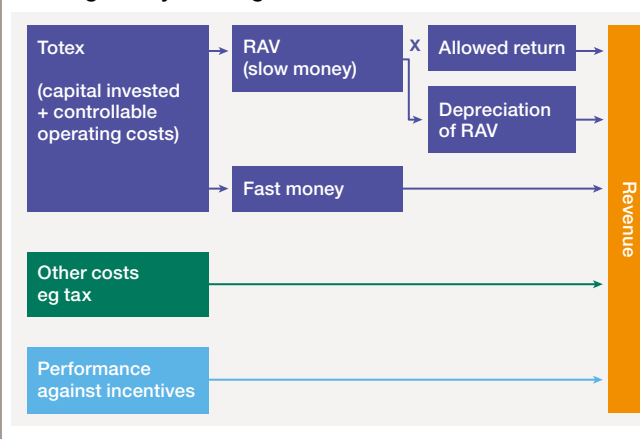 Totex
(capital invested
+ controllable
operating costs)
RAV
(slow money)
X
Allowed return
Depreciation
of RAV
Fast money
Other costs
eg tax
Performance
against incentives
Revenue